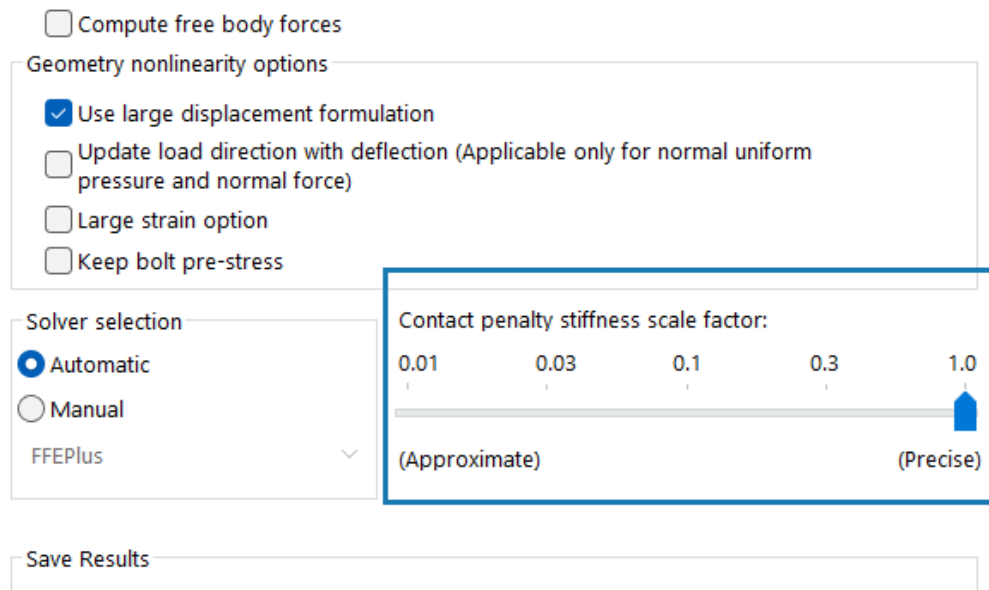 Compute free body forces
Geometry nonlinearity options
Use large displacement formulation
Update load direction with deflection (Applicable only for normal uniform
pressure and normal force)
Large strain option
Keep bolt pre-stress
Solver selection
Automatic
Manual
FFEPlus
Contact penalty stiffness scale factor:
0.01 0.03 0.1 0.3 1.0
(Approximate) (Precise)
Save Results